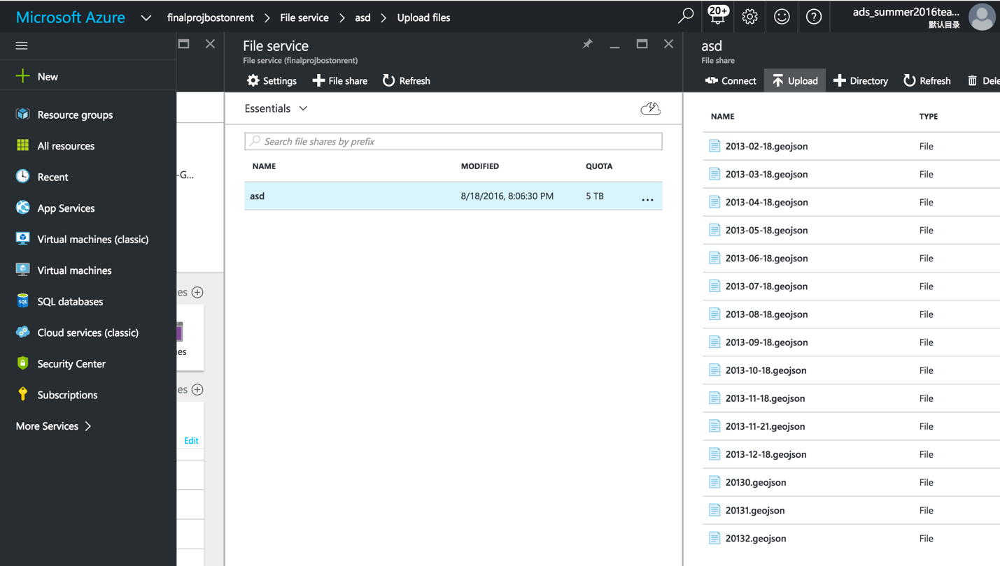 Microsoft Azure
finalprojbostonrent > File service > asd > Upload files
20+
ads_summer2016tea...
默认目录
New
Resource groups
All resources
Recent
App Services
Virtual machines (classic)
Virtual machines
SQL databases
Cloud services (classic)
Security Center
Subscriptions
More Services >
-G...
es
es
es
Edit
File service
File service (finalprojbostonrent)
Settings File share Refresh
Essentials
Search file shares by prefix
NAME MODIFIED QUOTA
asd 8/18/2016, 8:06:30 PM 5 TB ...
asd
File share
Connect Upload Directory Refresh Dele
NAME TYPE
2013-02-18.geojson File
2013-03-18.geojson File
2013-04-18.geojson File
2013-05-18.geojson File
2013-06-18.geojson File
2013-07-18.geojson File
2013-08-18.geojson File
2013-09-18.geojson File
2013-10-18.geojson File
2013-11-18.geojson File
2013-11-21.geojson File
2013-12-18.geojson File
20130.geojson File
20131.geojson File
20132.geojson File